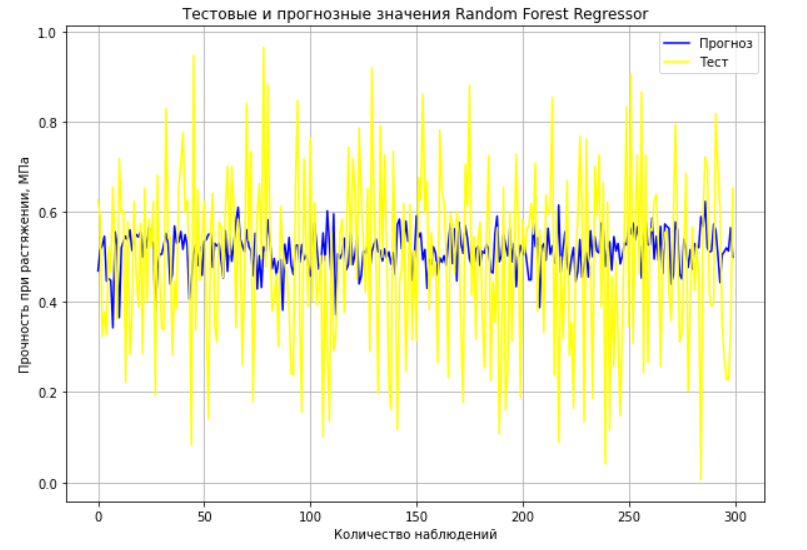 Тестовые и прогнозные значения Random Forest Regressor
Прогноз
Тест
Прочность при растяжении, МПа
1.0
0.8
0.6
0.4
0.2
0.0
0 50 100 150 200 250 300
Количество наблюдений